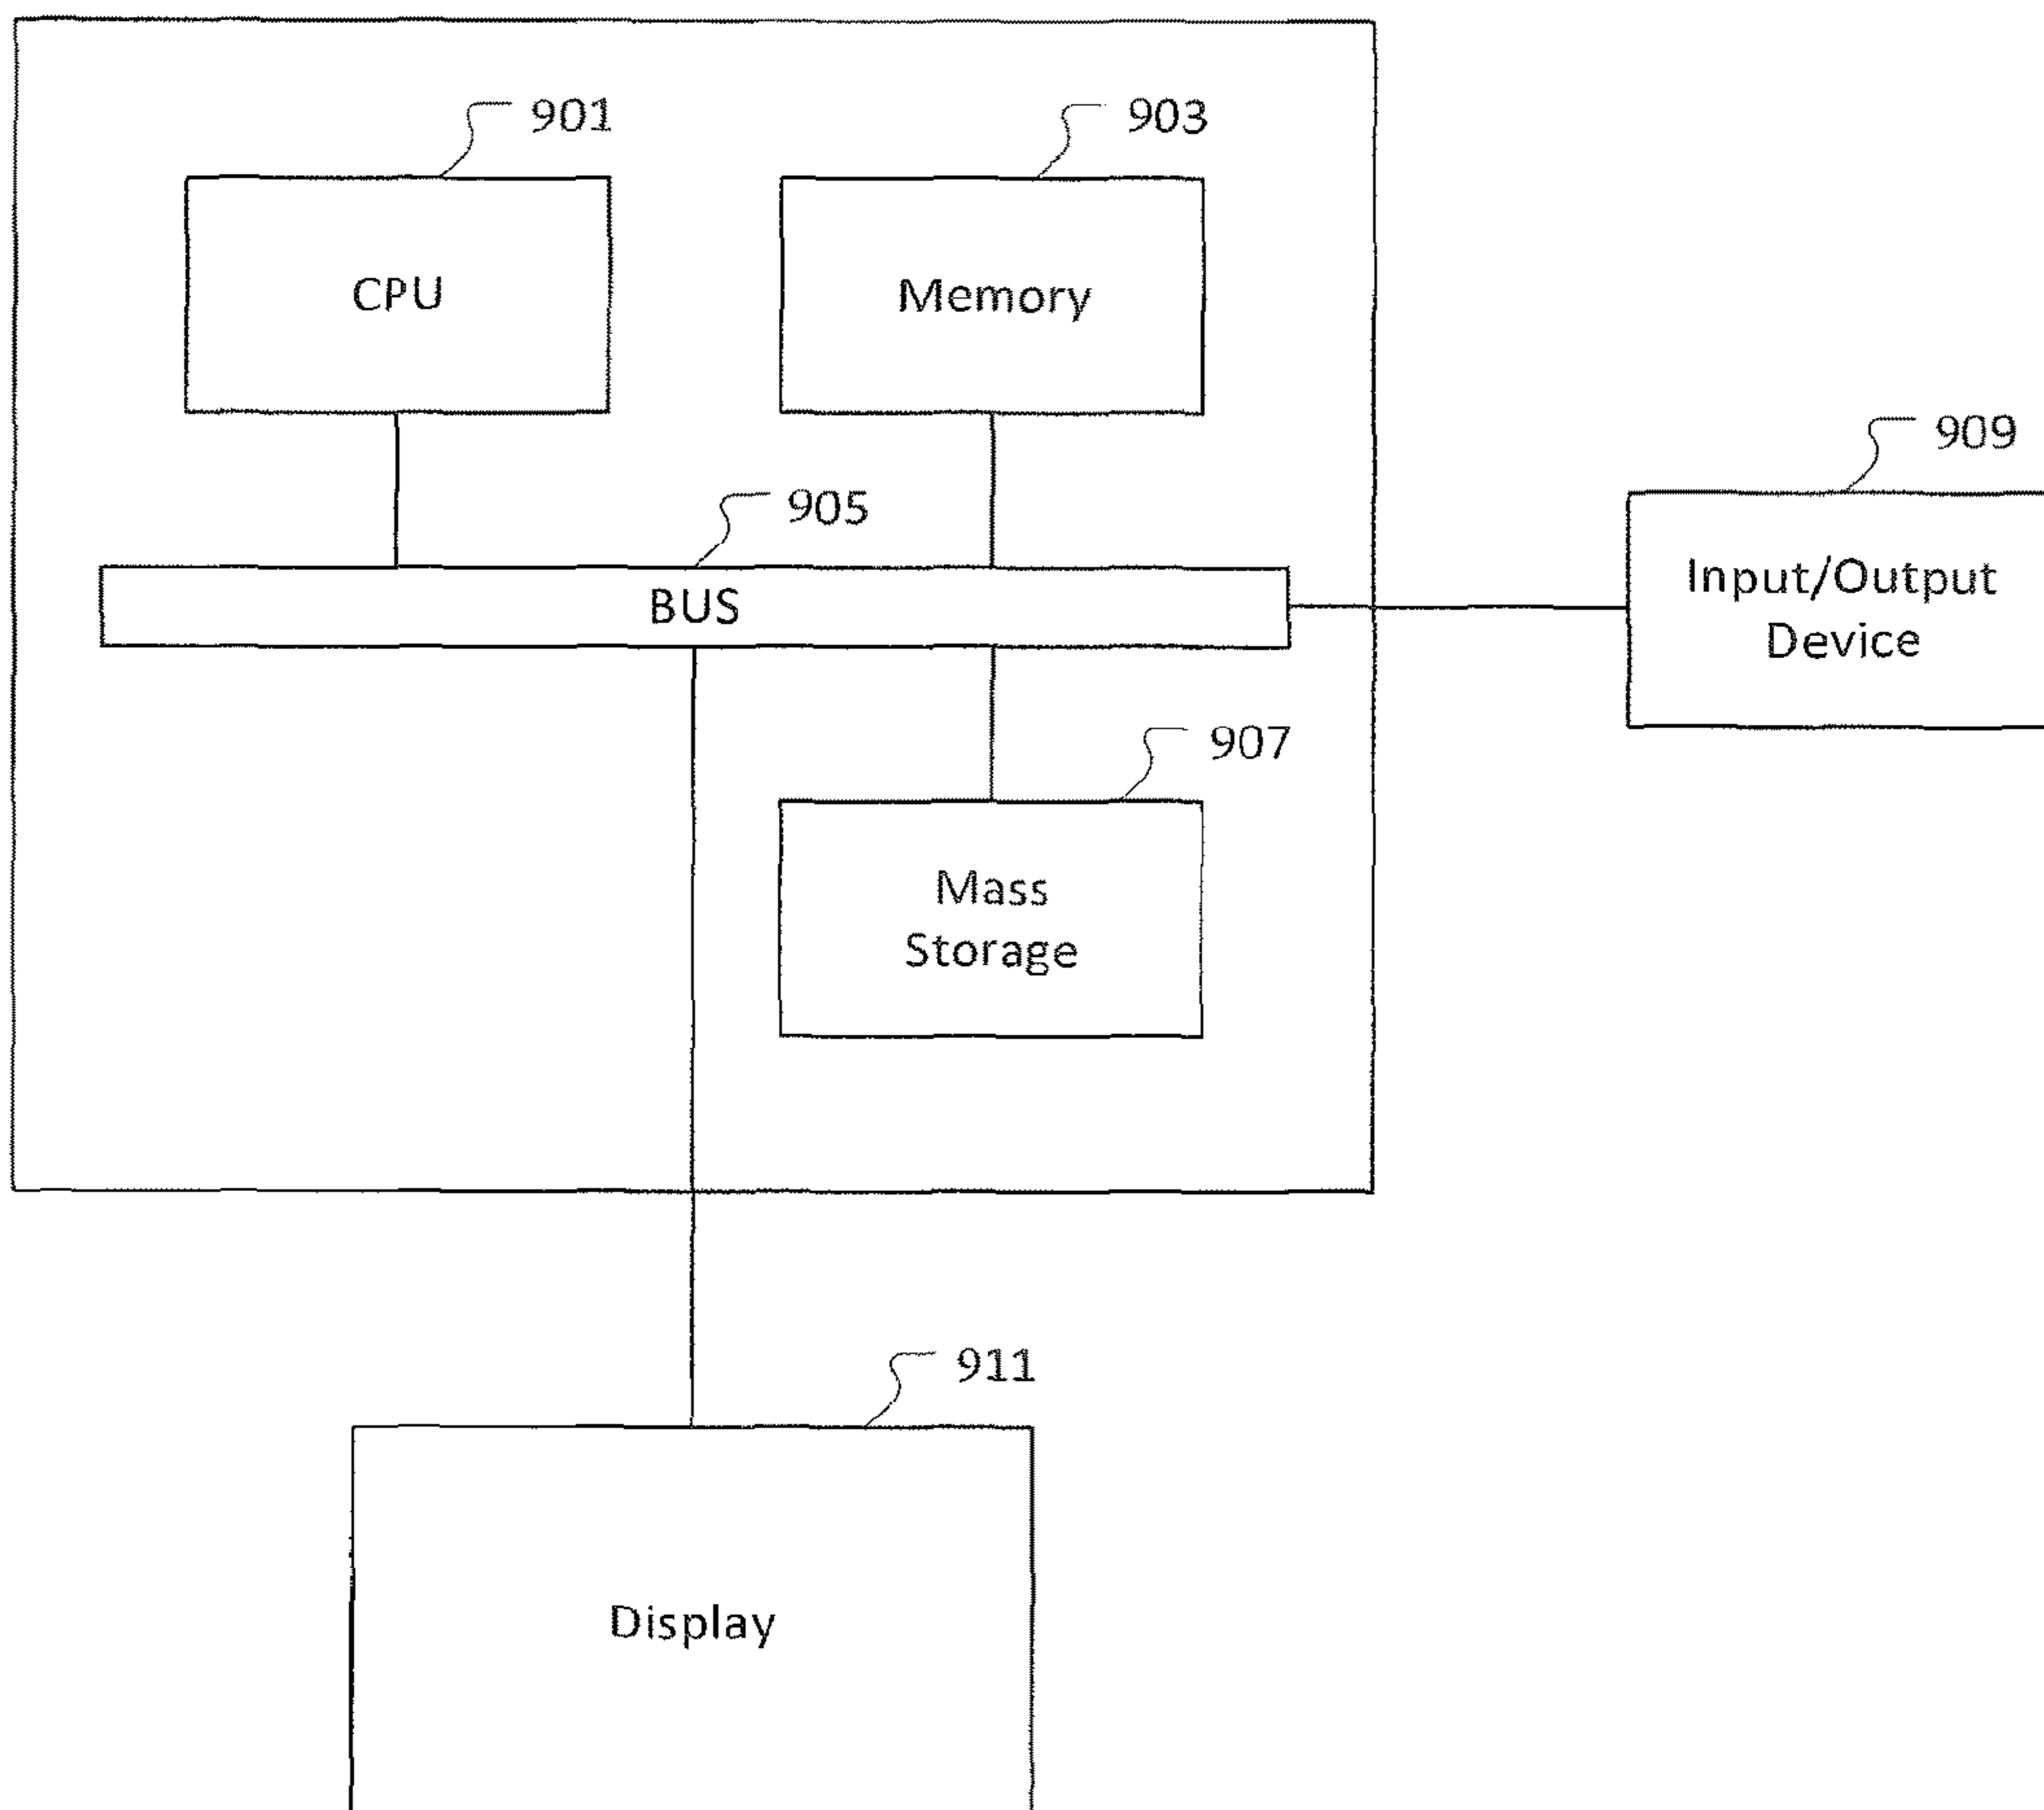 901
903
CPU
Memory
909
905
Input/Output
Device
BUS
907
Mass
Storage
911
Display